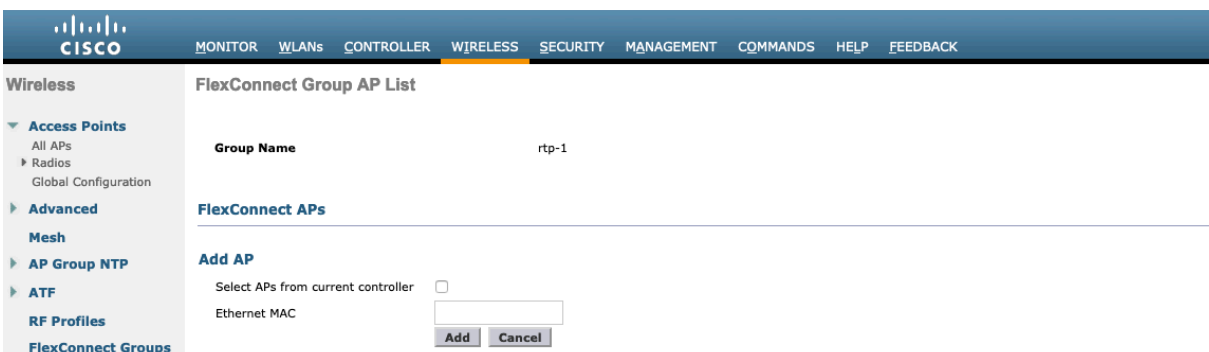 CISCO
MONITOR WLANs CONTROLLER WIRELESS SECURITY MANAGEMENT COMMANDS HELP FEEDBACK
Wireless
Access Points
All APs
Radios
Global Configuration
Advanced
Mesh
AP Group NTP
ATF
RF Profiles
FlexConnect Groups
FlexConnect Group AP List
Group Name rtp-1
FlexConnect APs
Add AP
Select APs from current controller
Ethernet MAC
Add Cancel